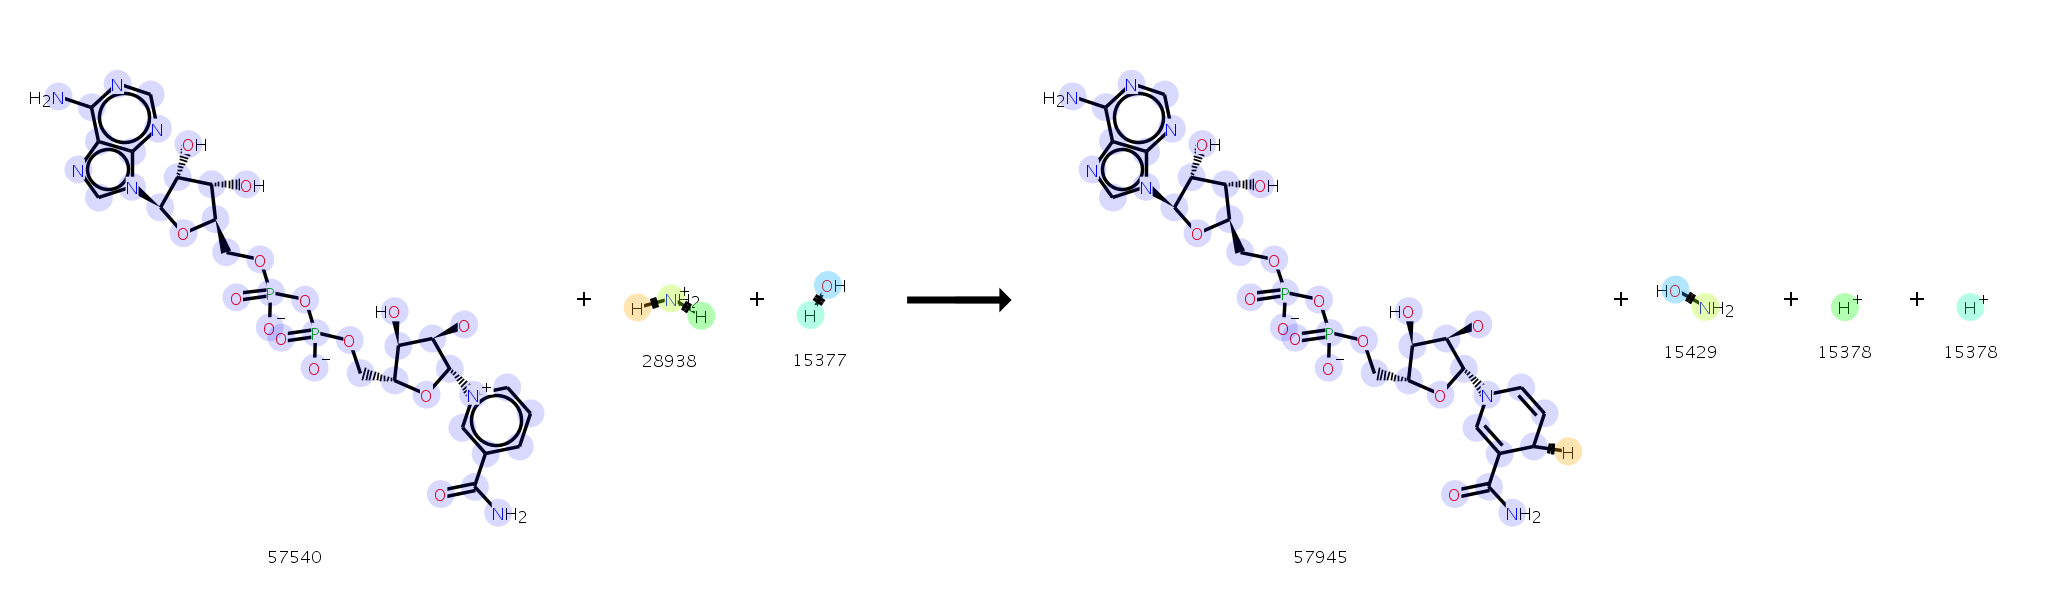 H2N N N N N OH OH O O P O O O− O P O O− HO O O N+ O NH2
57540
+
H NH2+ H
28938
+
OH H
15377
H2N N N N N OH OH O O P O O O− O P O O− HO O O N H O NH2
57945
+
HO NH2
15429
+
H+
15378
+
H+
15378